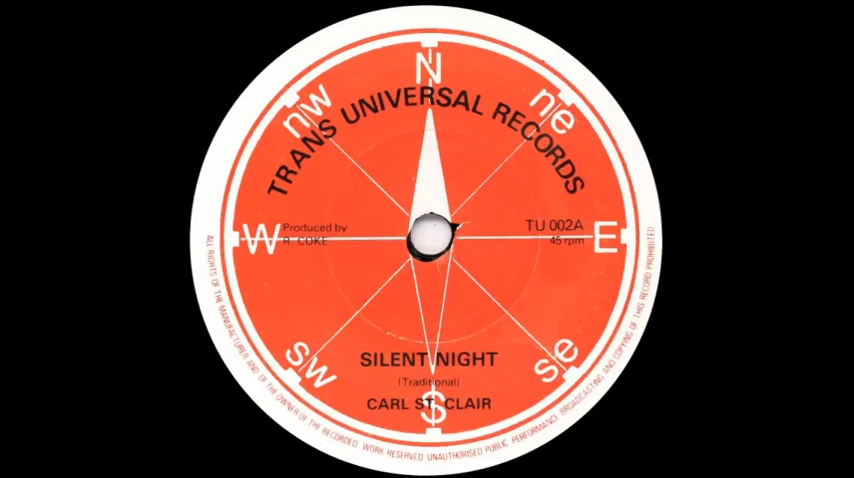 N
nw
ne
TRANS UNIVERSAL RECORDS
W
Produced by
R. COKE
TU 002A
45 rpm
E
sw
se
SILENT NIGHT
(Traditional)
CARL ST. CLAIR
S
ALL RIGHTS OF THE MANUFACTURER AND OF THE OWNER OF THE RECORDED WORK RESERVED UNAUTHORISED PUBLIC PERFORMANCE BROADCASTING AND COPYING OF THIS RECORD PROHIBITED